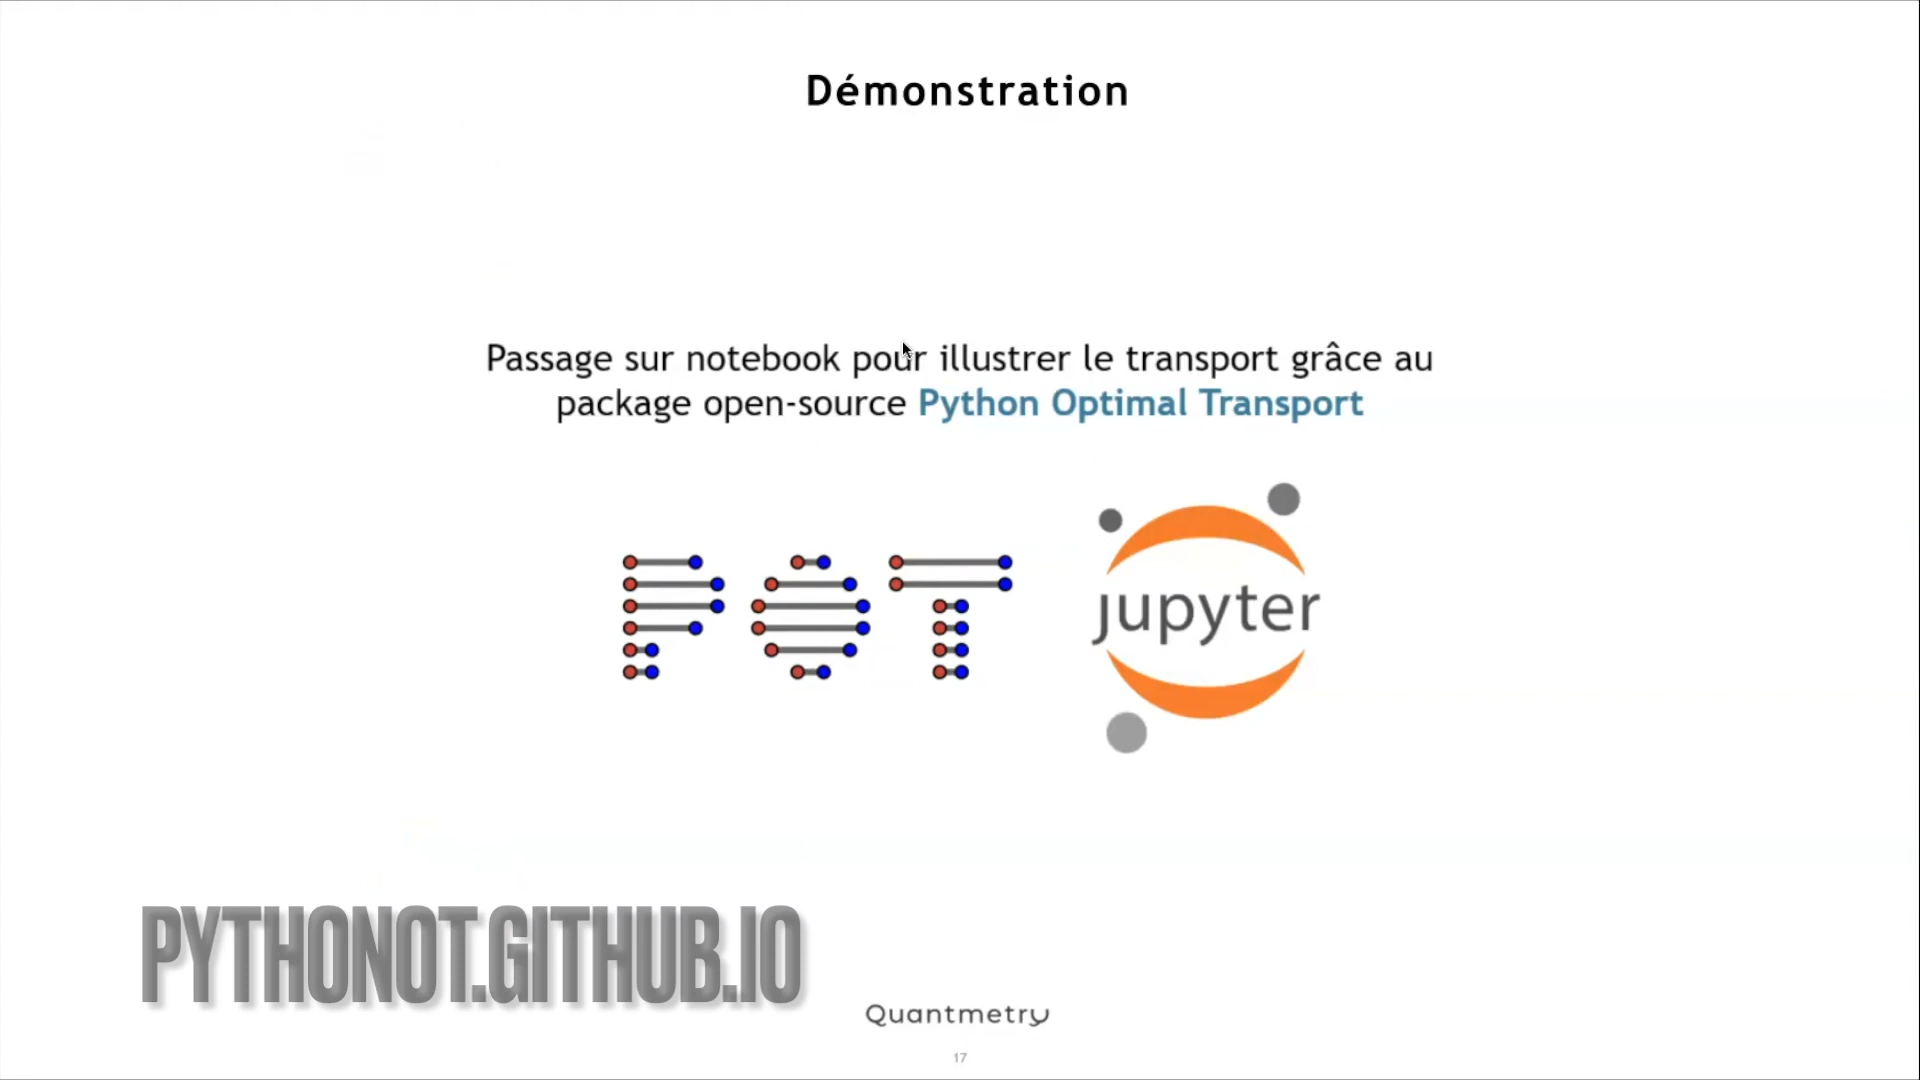 Démonstration
Passage sur notebook pour illustrer le transport grâce au
package open-source Python Optimal Transport
POT
jupyter
PYTHONOT.GITHUB.IO
Quantmetry
17